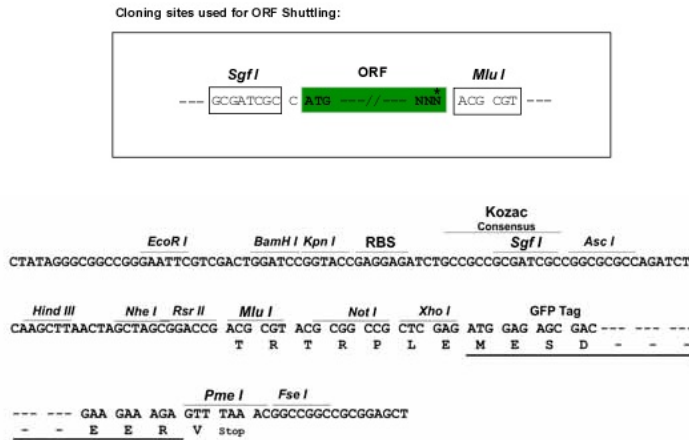 Cloning sites used for ORF Shuttling:
Sgf I ORF Mlu I
--- GCGATCGC C ATG ---//--- NNN* ACG CGT ---
Kozac
Consensus
EcoR I BamH I Kpn I RBS Sgf I Asc I
CTATAGGGCGGCCGGGAATTCGTCGACTGGATCCGGTACCGAGGAGATCTGCCGCCGCGATCGCCGGCGCGCCAGATCT
Hind III Nhe I Rsr II Mlu I Not I Xho I GFP Tag
CAAGCTTAACTAGCTAGCGGACCG ACG CGT ACG CGG CCG CTC GAG ATG GAG AGC GAC --- --- ---
T R T R P L E M E S D - - -
Pme I Fse I
--- --- GAA GAA AGA GTT TAA ACGGCCGGCCGCGGAGCT
- - E E R V Stop